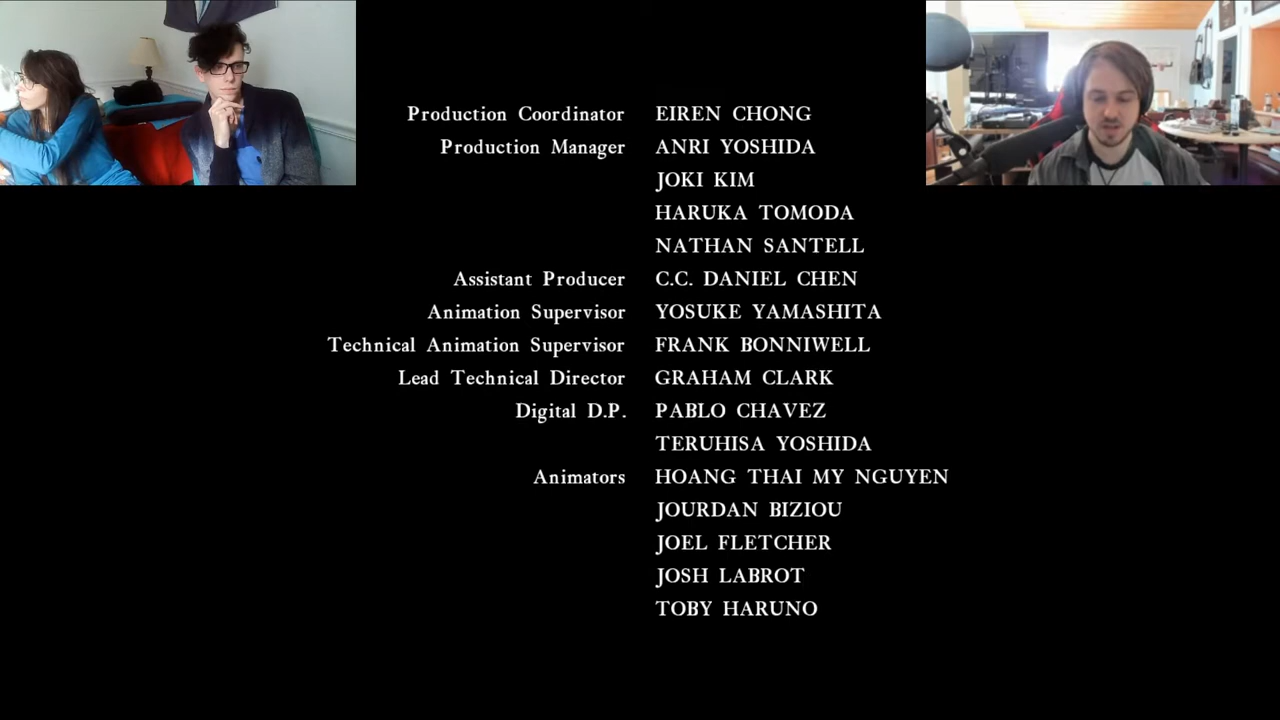 Production Coordinator EIREN CHONG
Production Manager ANRI YOSHIDA
JOKI KIM
HARUKA TOMODA
NATHAN SANTELL
Assistant Producer C.C. DANIEL CHEN
Animation Supervisor YOSUKE YAMASHITA
Technical Animation Supervisor FRANK BONNIWELL
Lead Technical Director GRAHAM CLARK
Digital D.P. PABLO CHAVEZ
TERUHISA YOSHIDA
Animators HOANG THAI MY NGUYEN
JOURDAN BIZIOU
JOEL FLETCHER
JOSH LABROT
TOBY HARUNO